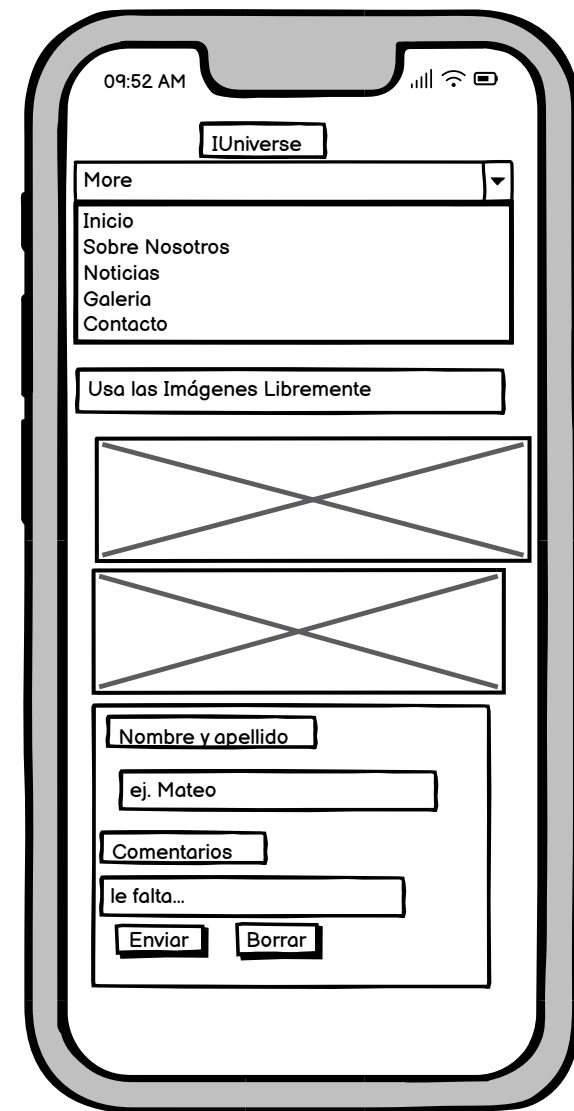 09:52 AM
IUniverse
More
Inicio
Sobre Nosotros
Noticias
Galeria
Contacto
Usa las Imágenes Libremente
Nombre y apellido
ej. Mateo
Comentarios
le falta...
Enviar Borrar